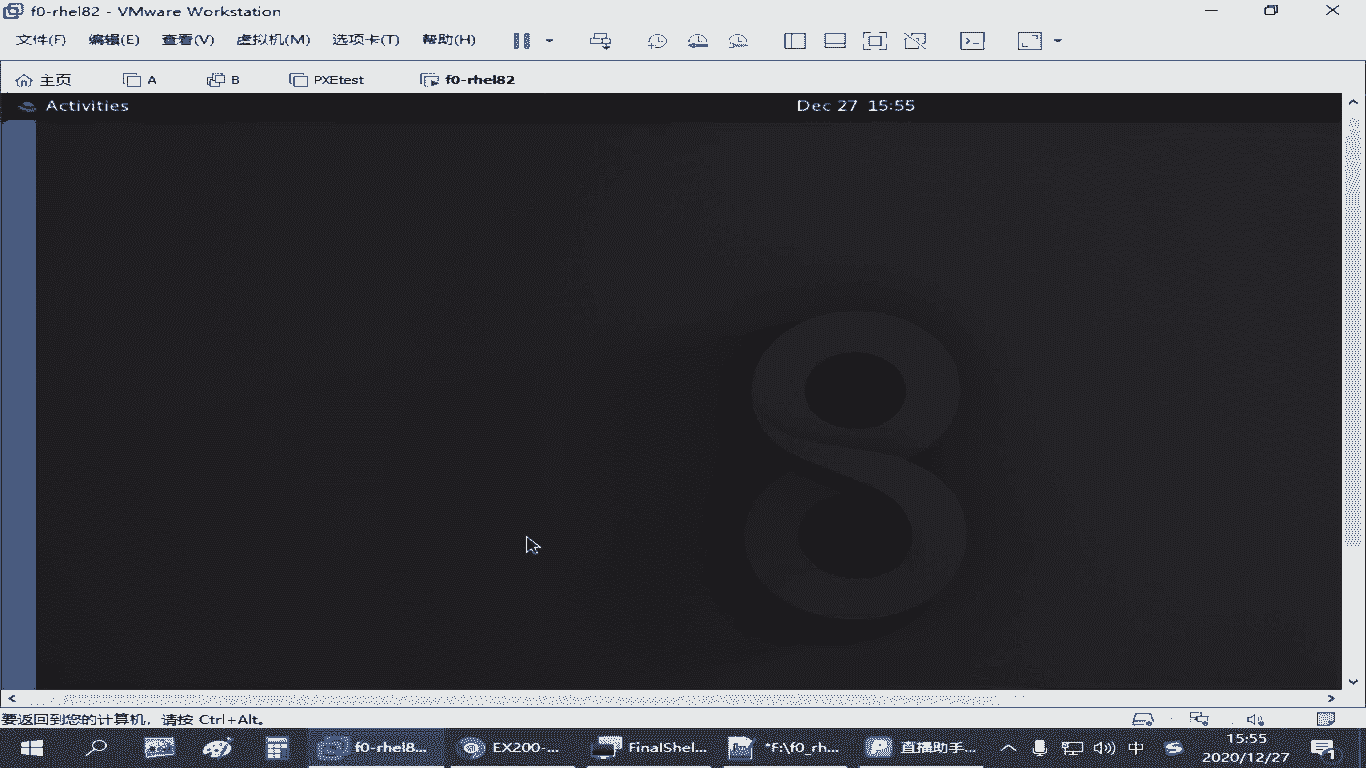 f0-rhel82 - VMware Workstation
文件(F) 编辑(E) 查看(V) 虚拟机(M) 选项卡(T) 帮助(H)
主页 A B PXEtest f0-rhel82
Activities Dec 27 15:55
8
要返回到您的计算机，请按 Ctrl+Alt。
f0-rhel8... EX200-... FinalShel... *F:\f0_rh... 直播助手... 中 S 15:55
2020/12/27 1